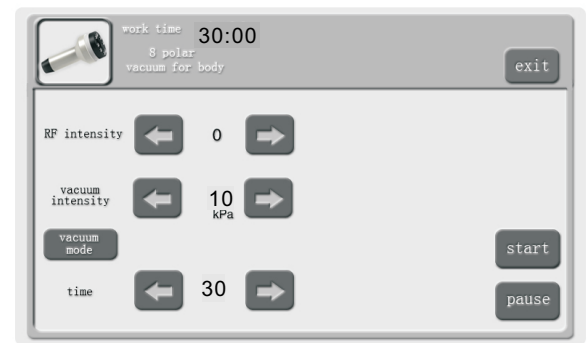 work time 30:00
8 polar
vacuum for body
exit
RF intensity 0
vacuum
intensity 10
kPa
vacuum
mode
start
time 30
pause